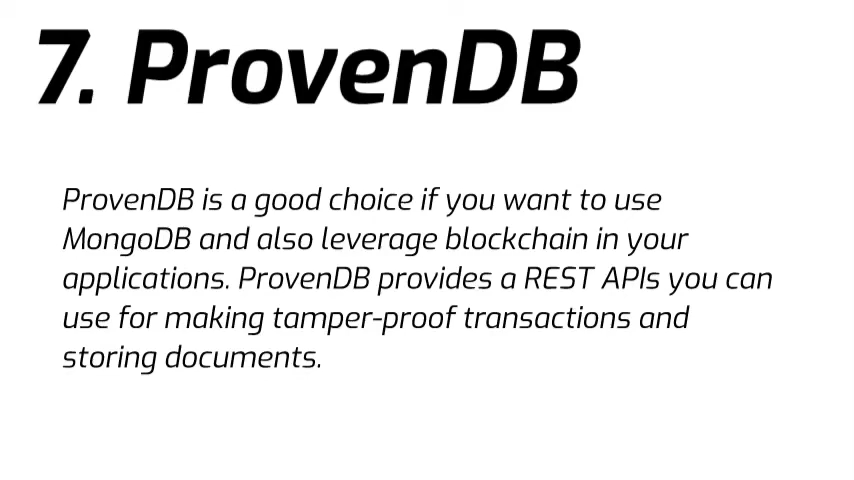 7. ProvenDB
ProvenDB is a good choice if you want to use
MongoDB and also leverage blockchain in your
applications. ProvenDB provides a REST APIs you can
use for making tamper-proof transactions and
storing documents.